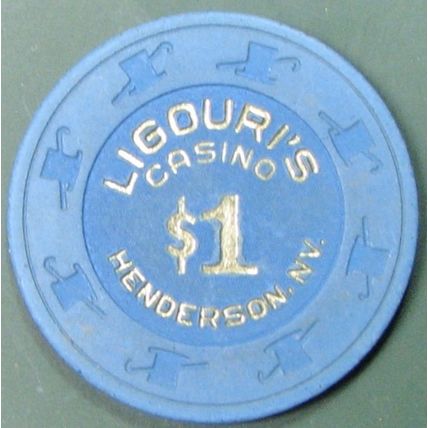 LIGOURI'S
CASINO
$1
HENDERSON, NV.